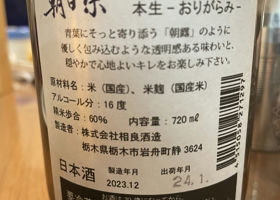 朝日榮
本生 －おりがらみ－
青葉にそっと寄り添う「朝露」のように
優しく包み込むような透明感ある味わいと、
穏やかで心地よいキレをお楽しみ下さい。
原材料名：米（国産）、米麹（国産米）
アルコール分：16度
精米歩合：60%　内容量：720㎖
製造者：株式会社相良酒造
栃木県栃木市岩舟町静 3624
日本酒
製造年月 出荷年月
2023.12 24.1.